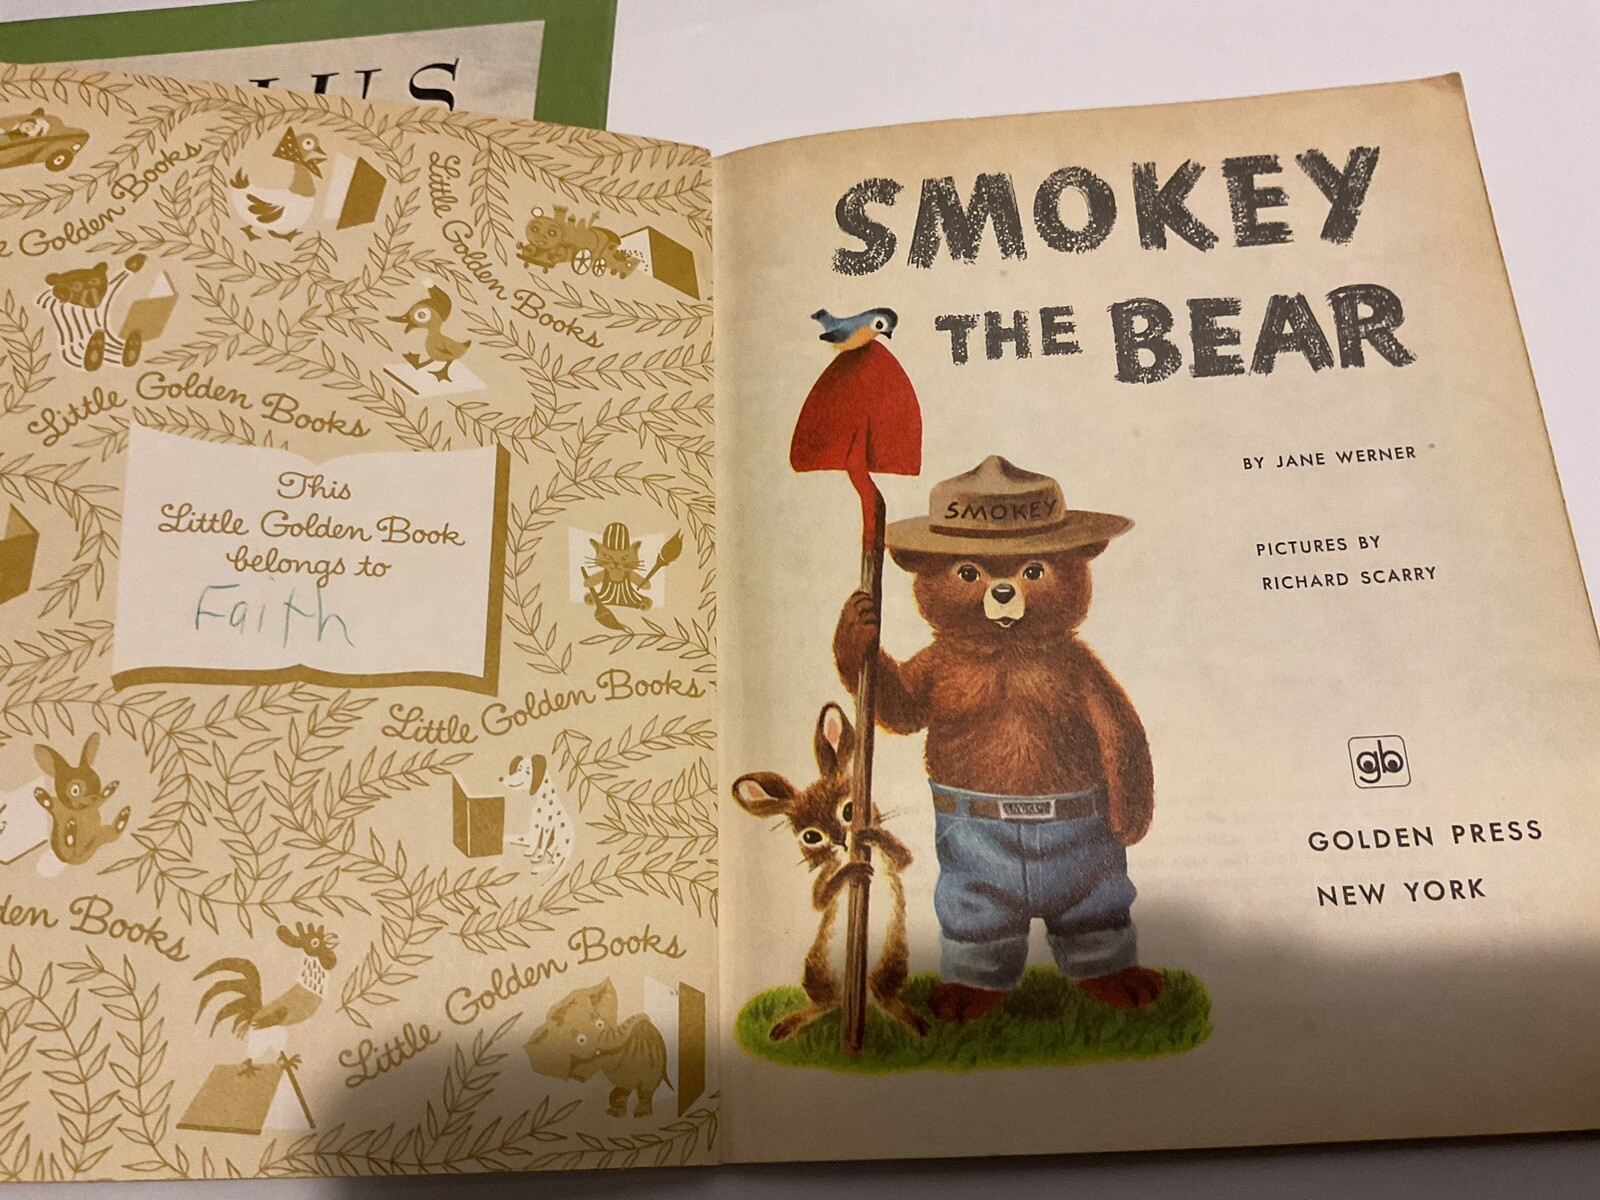 Little Golden Books
Little Golden Books
Golden Books
Little Golden Books
This
Little Golden Book
belongs to
Faith
Little Golden Books
Books
Little Golden Books
SMOKEY
THE BEAR
BY JANE WERNER
SMOKEY
PICTURES BY
RICHARD SCARRY
gb
GOLDEN PRESS
NEW YORK